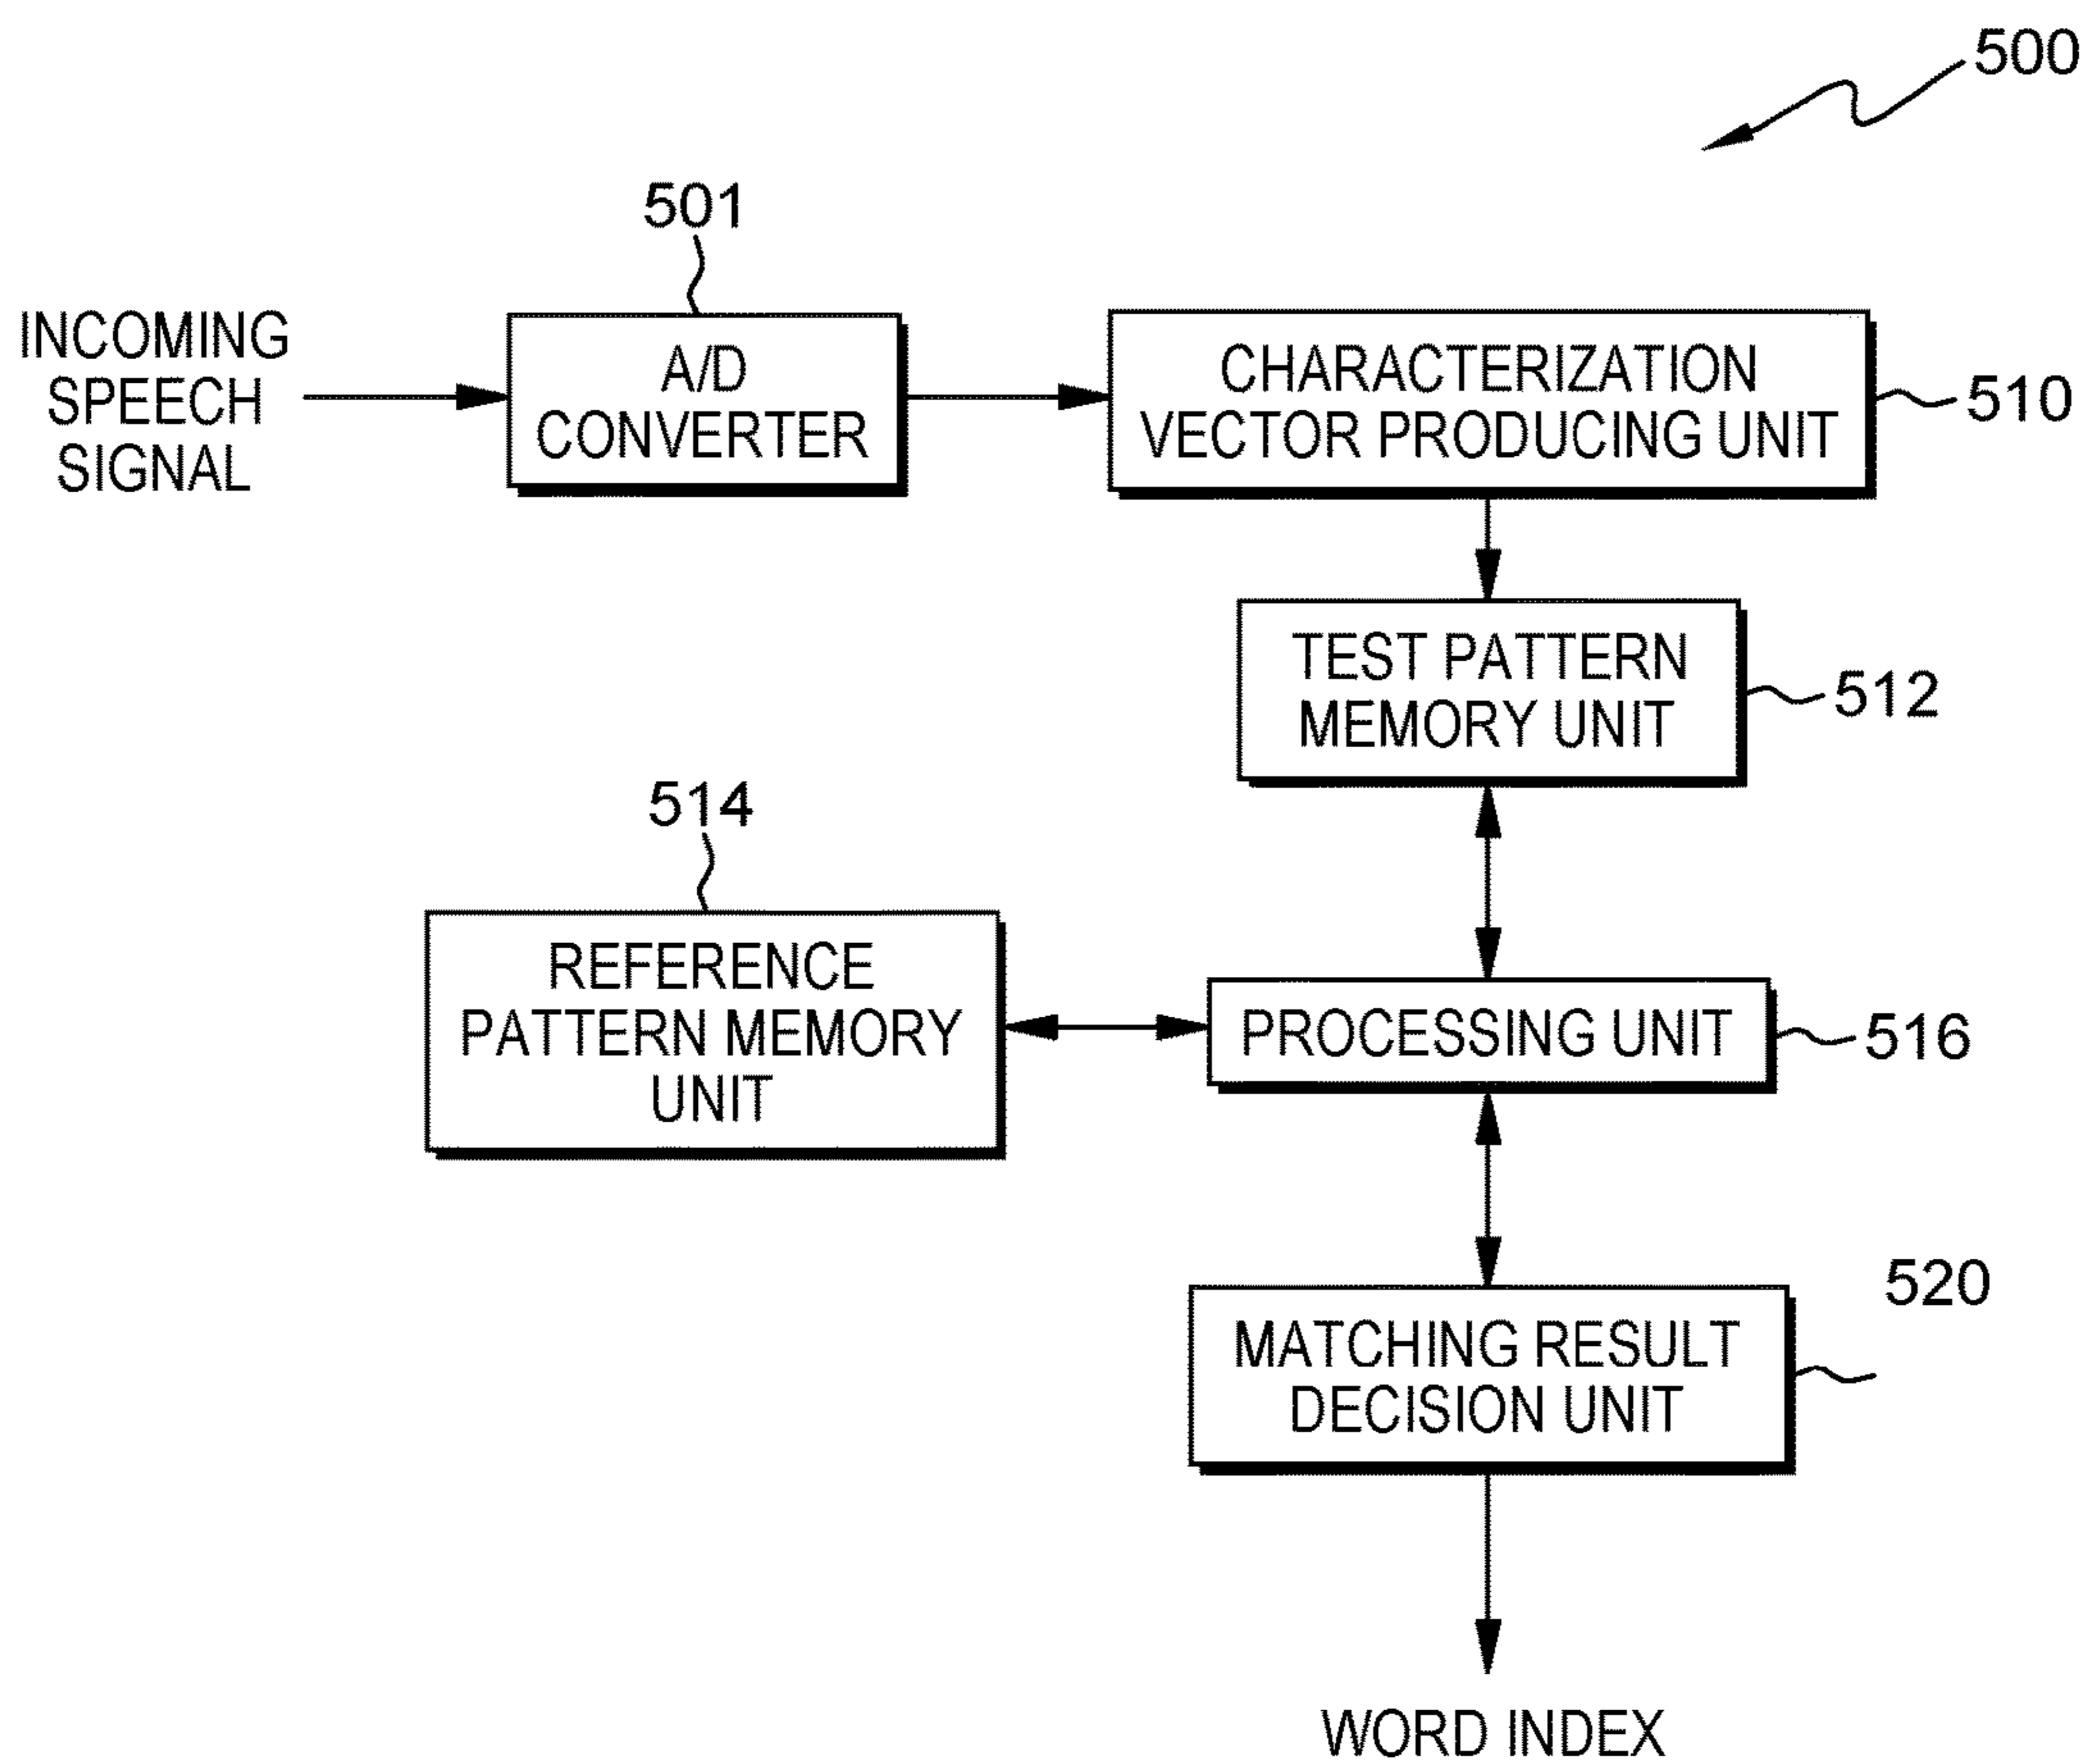 500
501
INCOMING
SPEECH
SIGNAL
A/D
CONVERTER
CHARACTERIZATION
VECTOR PRODUCING UNIT
510
TEST PATTERN
MEMORY UNIT
512
514
REFERENCE
PATTERN MEMORY
UNIT
PROCESSING UNIT
516
520
MATCHING RESULT
DECISION UNIT
WORD INDEX